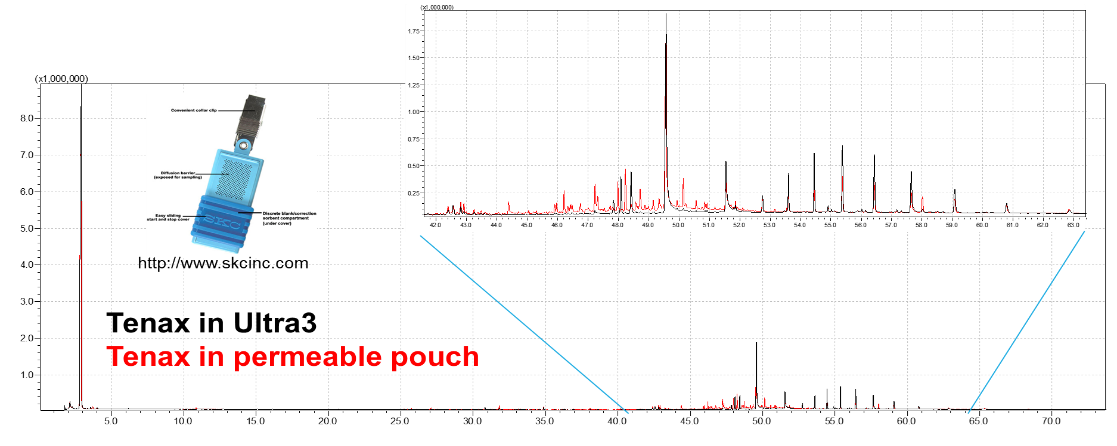 (x1,000,000)
1.75
1.50
1.25
1.00
0.75
0.50
0.25
42.0 43.0 44.0 45.0 46.0 47.0 48.0 49.0 50.0 51.0 52.0 53.0 54.0 55.0 56.0 57.0 58.0 59.0 60.0 61.0 62.0 63.0
(x1,000,000)
8.0
7.0
6.0
5.0
4.0
3.0
2.0
1.0
Convenient collar clip
Diffusion barrier
(exposed for sampling)
Easy sliding
start and stop cover
Discrete blank/correction
sorbent compartment
(under cover)
SKC
http://www.skcinc.com
Tenax in Ultra3
Tenax in permeable pouch
5.0 10.0 15.0 20.0 25.0 30.0 35.0 40.0 45.0 50.0 55.0 60.0 65.0 70.0